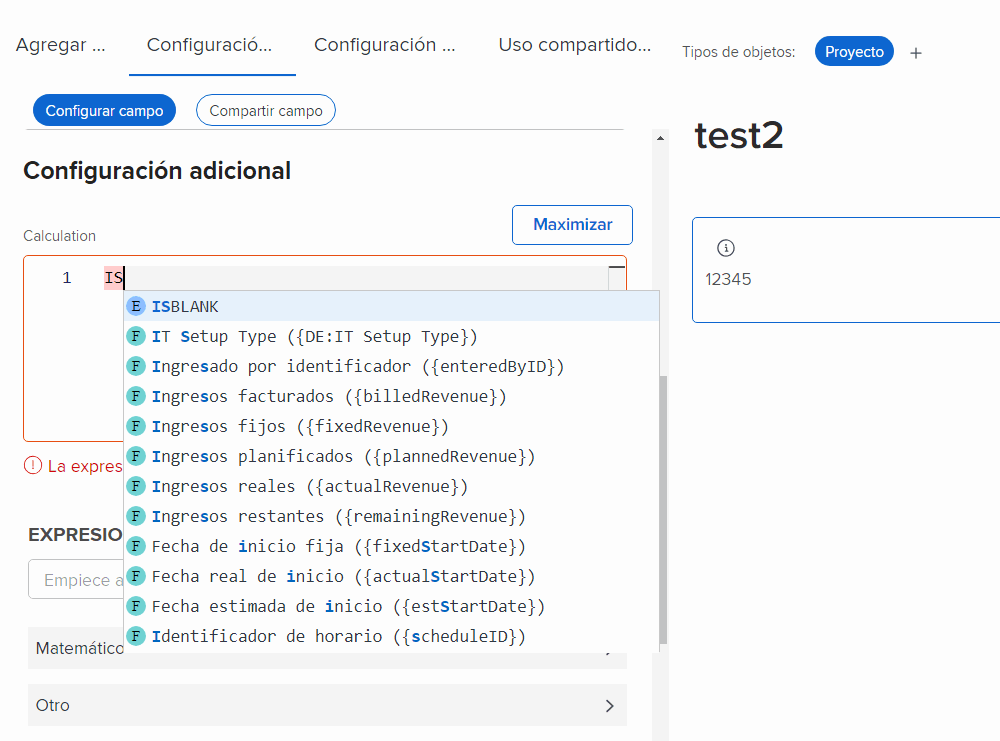 Agregar ...
Configuració...
Configuración ...
Uso compartido...
Tipos de objetos:
Proyecto
+
Configurar campo
Compartir campo
test2
Configuración adicional
Maximizar
Calculation
12345
1 IS
E ISBLANK
F IT Setup Type ({DE:IT Setup Type})
F Ingresado por identificador ({enteredByID})
F Ingresos facturados ({billedRevenue})
F Ingresos fijos ({fixedRevenue})
F Ingresos planificados ({plannedRevenue})
La expres
F Ingresos reales ({actualRevenue})
F Ingresos restantes ({remainingRevenue})
EXPRESIO
F Fecha de inicio fija ({fixedStartDate})
Empiece a
F Fecha real de inicio ({actualStartDate})
F Fecha estimada de inicio ({estStartDate})
F Identificador de horario ({scheduleID})
Matemático
Otro